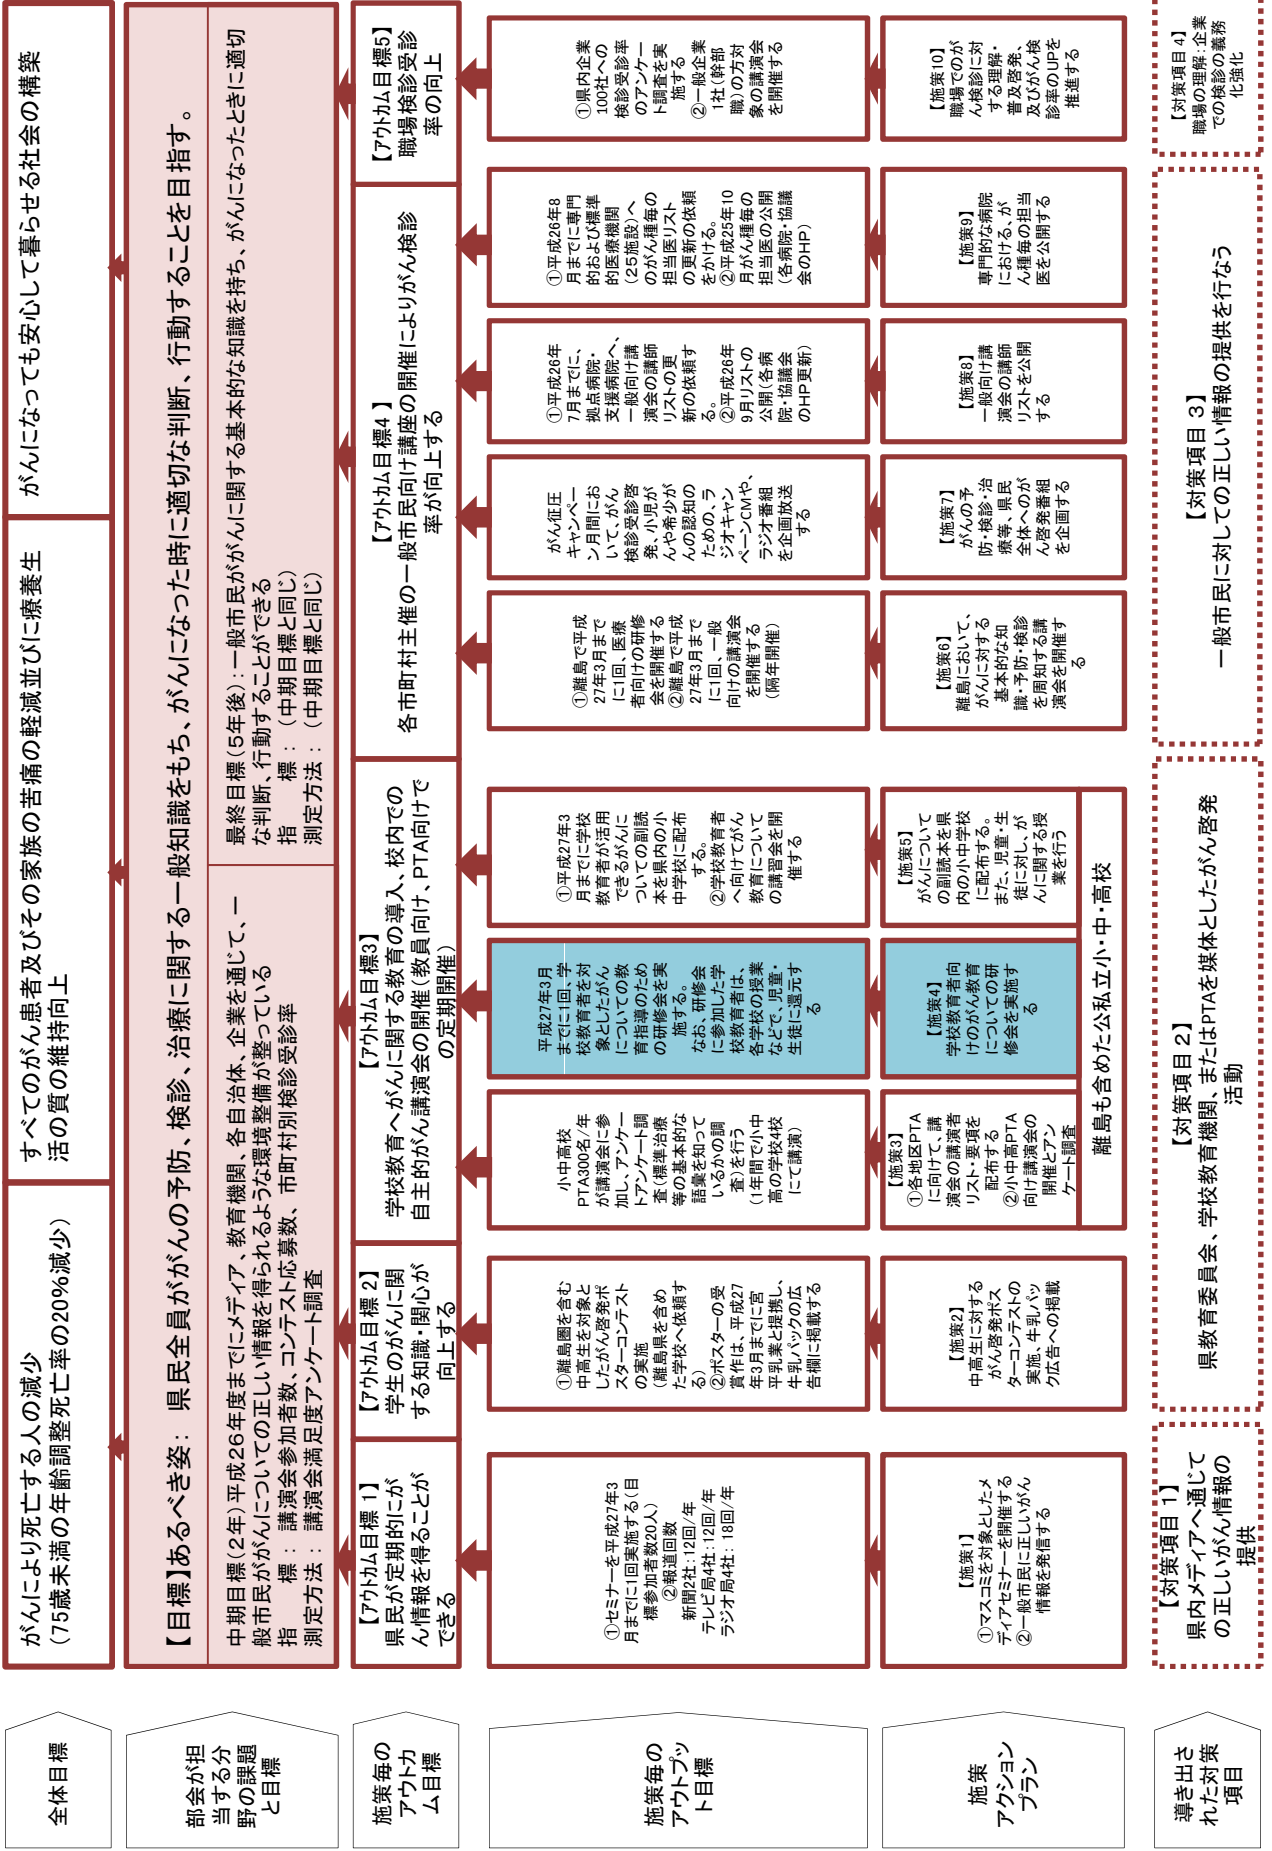 全体目標
がんにより死亡する人の減少
(75歳未満の年齢調整死亡率の20%減少)
すべてのがん患者及びその家族の苦痛の軽減並びに療養生
活の質の維持向上
がんになっても安心して暮らせる社会の構築
部会が担
当する分
野の課題
と目標
【目標】あるべき姿： 県民全員ががんの予防、検診、治療に関する一般知識をもち、がんになった時に適切な判断、行動することを目指す。
中期目標(2年)平成26年度までにメディア、教育機関、各自治体、企業を通じて、一
般市民ががんについての正しい情報を得られるような環境整備が整っている
指　標：講演会参加者数、コンテスト応募数、市町村別検診受診率
測定方法：講演会満足度アンケート調査
最終目標(5年後)：一般市民ががんに関する基本的な知識を持ち、がんになったときに適切
な判断、行動することができる
指　標：(中期目標と同じ)
測定方法：(中期目標と同じ)
施策毎の
アウトカ
ム目標
【アウトカム目標 1】
県民が定期的にが
ん情報を得ることが
できる
【アウトカム目標 2】
学生のがんに関
する知識・関心が
向上する
【アウトカム目標3】
学校教育へがんに関する教育の導入、校内での
自主的がん講演会の開催(教員向け、PTA向けで
の定期開催)
【アウトカム目標4 】
各市町村主催の一般市民向け講座の開催によりがん検診
率が向上する
【アウトカム目標5】
職場検診受診
率の向上
施策毎の
アウトプッ
ト目標
①セミナーを平成27年3
月までに1回実施する(目
標参加者数20人)
②報道回数
新聞2社：12回/年
テレビ局4社：12回/年
ラジオ局4社：18回/年
①離島圏を含む
中高生を対象と
したがん啓発ポ
スターコンテスト
の実施
(離島県を含め
た学校へ依頼す
る)
②ポスターの受
賞作は、平成27
年3月までに宮
平乳業と提携し、
牛乳パックの広
告欄に掲載する
小中高校
PTA300名/年
が講演会に参
加し、アンケー
トアンケート調
査(標準治療
等の基本的な
語彙を知って
いるかの調
査)を行う
(1年間で小中
高の学校4校
にて講演)
平成27年3月
までに1回、学
校教育者を対
象としたがん
についての教
育指導のため
の研修会を実
施する。
なお、研修会
に参加した学
校教育者は、
各学校の授業
などで、児童・
生徒に還元す
る
①平成27年3
月までに学校
教育者が活用
できるがんに
ついての副読
本を県内の小
中学校に配布
する。
②学校教育者
へ向けてがん
教育について
の講習会を開
催する
①離島で平成
27年3月まで
に1回、医療
者向けの研修
会を開催する
②離島で平成
27年3月まで
に1回、一般
向けの講演会
を開催する
(隔年開催)
がん征圧
キャンペー
ン月間にお
いて、がん
検診受診啓
発、小児が
んや希少が
んの認知の
ための、ラ
ジオキャン
ペーンCMや、
ラジオ番組
を企画放送
する
①平成26年
7月までに、
拠点病院・
支援病院へ、
一般向け講
演会の講師
リストの更
新の依頼す
る。
②平成26年
9月リストの
公開(各病
院・協議会
のHP更新)
①平成26年8
月までに専門
的および標準
的医療機関
(25施設)へ
のがん種毎の
担当医リスト
の更新の依頼
をかける。
②平成25年10
月がん種毎の
担当医の公開
(各病院・協議
会のHP)
①県内企業
100社への
検診受診率
のアンケー
ト調査を実
施する
②一般企業
1社(幹部
職)の方対
象の講演会
を開催する
施策
アクション
プラン
【施策1】
①マスコミを対象としたメ
ディアセミナーを開催する
②一般市民に正しいがん
情報を発信する
【施策2】
中高生に対する
がん啓発ポス
ターコンテストの
実施、牛乳パッ
ク広告への掲載
【施策3】
①各地区PTA
に向けて、講
演会の講演者
リスト・要項を
配布する
②小中高PTA
向け講演会の
開催とアン
ケート調査
【施策4】
学校教育者向
けのがん教育
についての研
修会を実施す
る
【施策5】
がんについて
の副読本を県
内の小中学校
に配布する。
また、児童・生
徒に対し、が
んに関する授
業を行う
離島も含めた公私立小・中・高校
【施策6】
離島において、
がんに対する
基本的な知
識・予防・検診
を周知する講
演会を開催す
る
【施策7】
がんの予
防・検診・治
療等、県民
全体へのが
ん啓発番組
を企画する
【施策8】
一般向け講
演会の講師
リストを公開
する
【施策9】
専門的な病院
における、が
ん種毎の担当
医を公開する
【施策10】
職場でのが
ん検診に対
する理解・
普及啓発、
及びがん検
診率のUPを
推進する
導き出さ
れた対策
項目
【対策項目 1】
県内メディアへ通じて
の正しいがん情報の
提供
【対策項目 2】
県教育委員会、学校教育機関、またはPTAを媒体としたがん啓発
活動
【対策項目 3】
一般市民に対しての正しい情報の提供を行なう
【対策項目 4】
職場の理解：企業
での検診の義務
化強化